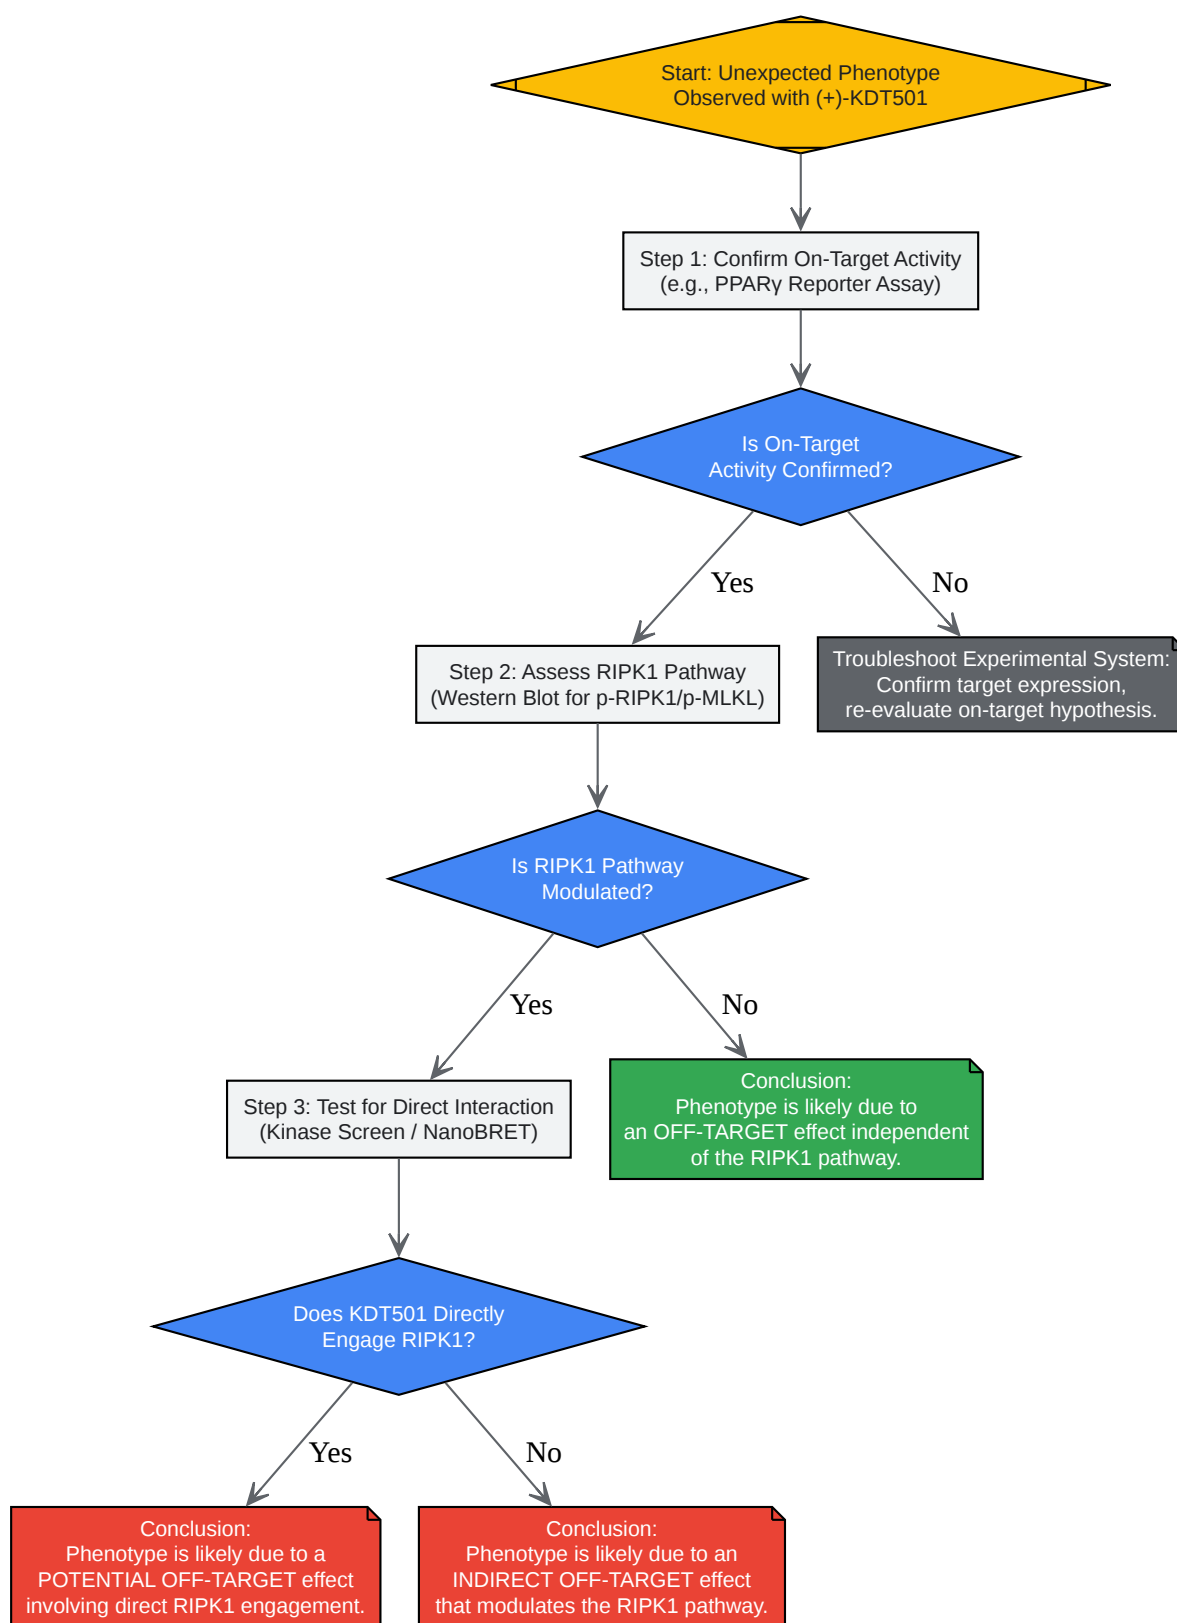 Start: Unexpected Phenotype
Observed with (+)-KDT501
Step 1: Confirm On-Target Activity
(e.g., PPARγ Reporter Assay)
Is On-Target
Activity Confirmed?
Yes
No
Step 2: Assess RIPK1 Pathway
(Western Blot for p-RIPK1/p-MLKL)
Troubleshoot Experimental System:
Confirm target expression,
re-evaluate on-target hypothesis.
Is RIPK1 Pathway
Modulated?
Yes
No
Step 3: Test for Direct Interaction
(Kinase Screen / NanoBRET)
Conclusion:
Phenotype is likely due to
an OFF-TARGET effect independent
of the RIPK1 pathway.
Does KDT501 Directly
Engage RIPK1?
Yes
No
Conclusion:
Phenotype is likely due to a
POTENTIAL OFF-TARGET effect
involving direct RIPK1 engagement.
Conclusion:
Phenotype is likely due to an
INDIRECT OFF-TARGET effect
that modulates the RIPK1 pathway.